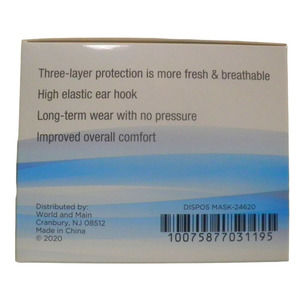 Three-layer protection is more fresh & breathable
High elastic ear hook
Long-term wear with no pressure
Improved overall comfort
Distributed by:
World and Main
Cranbury, NJ 08512
Made in China
© 2020
DISPOS MASK-24620
10075877031195